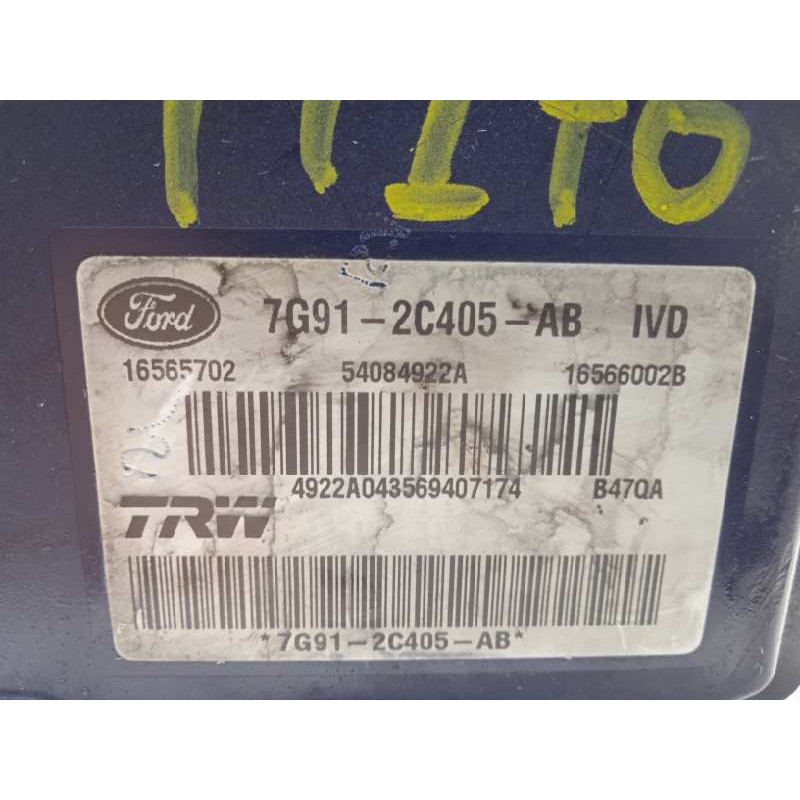 Ford 7G91-2C405-AB IVD
16565702 54084922A 16566002B
4922A043569407174 B47QA
TRW
*7G91-2C405-AB*